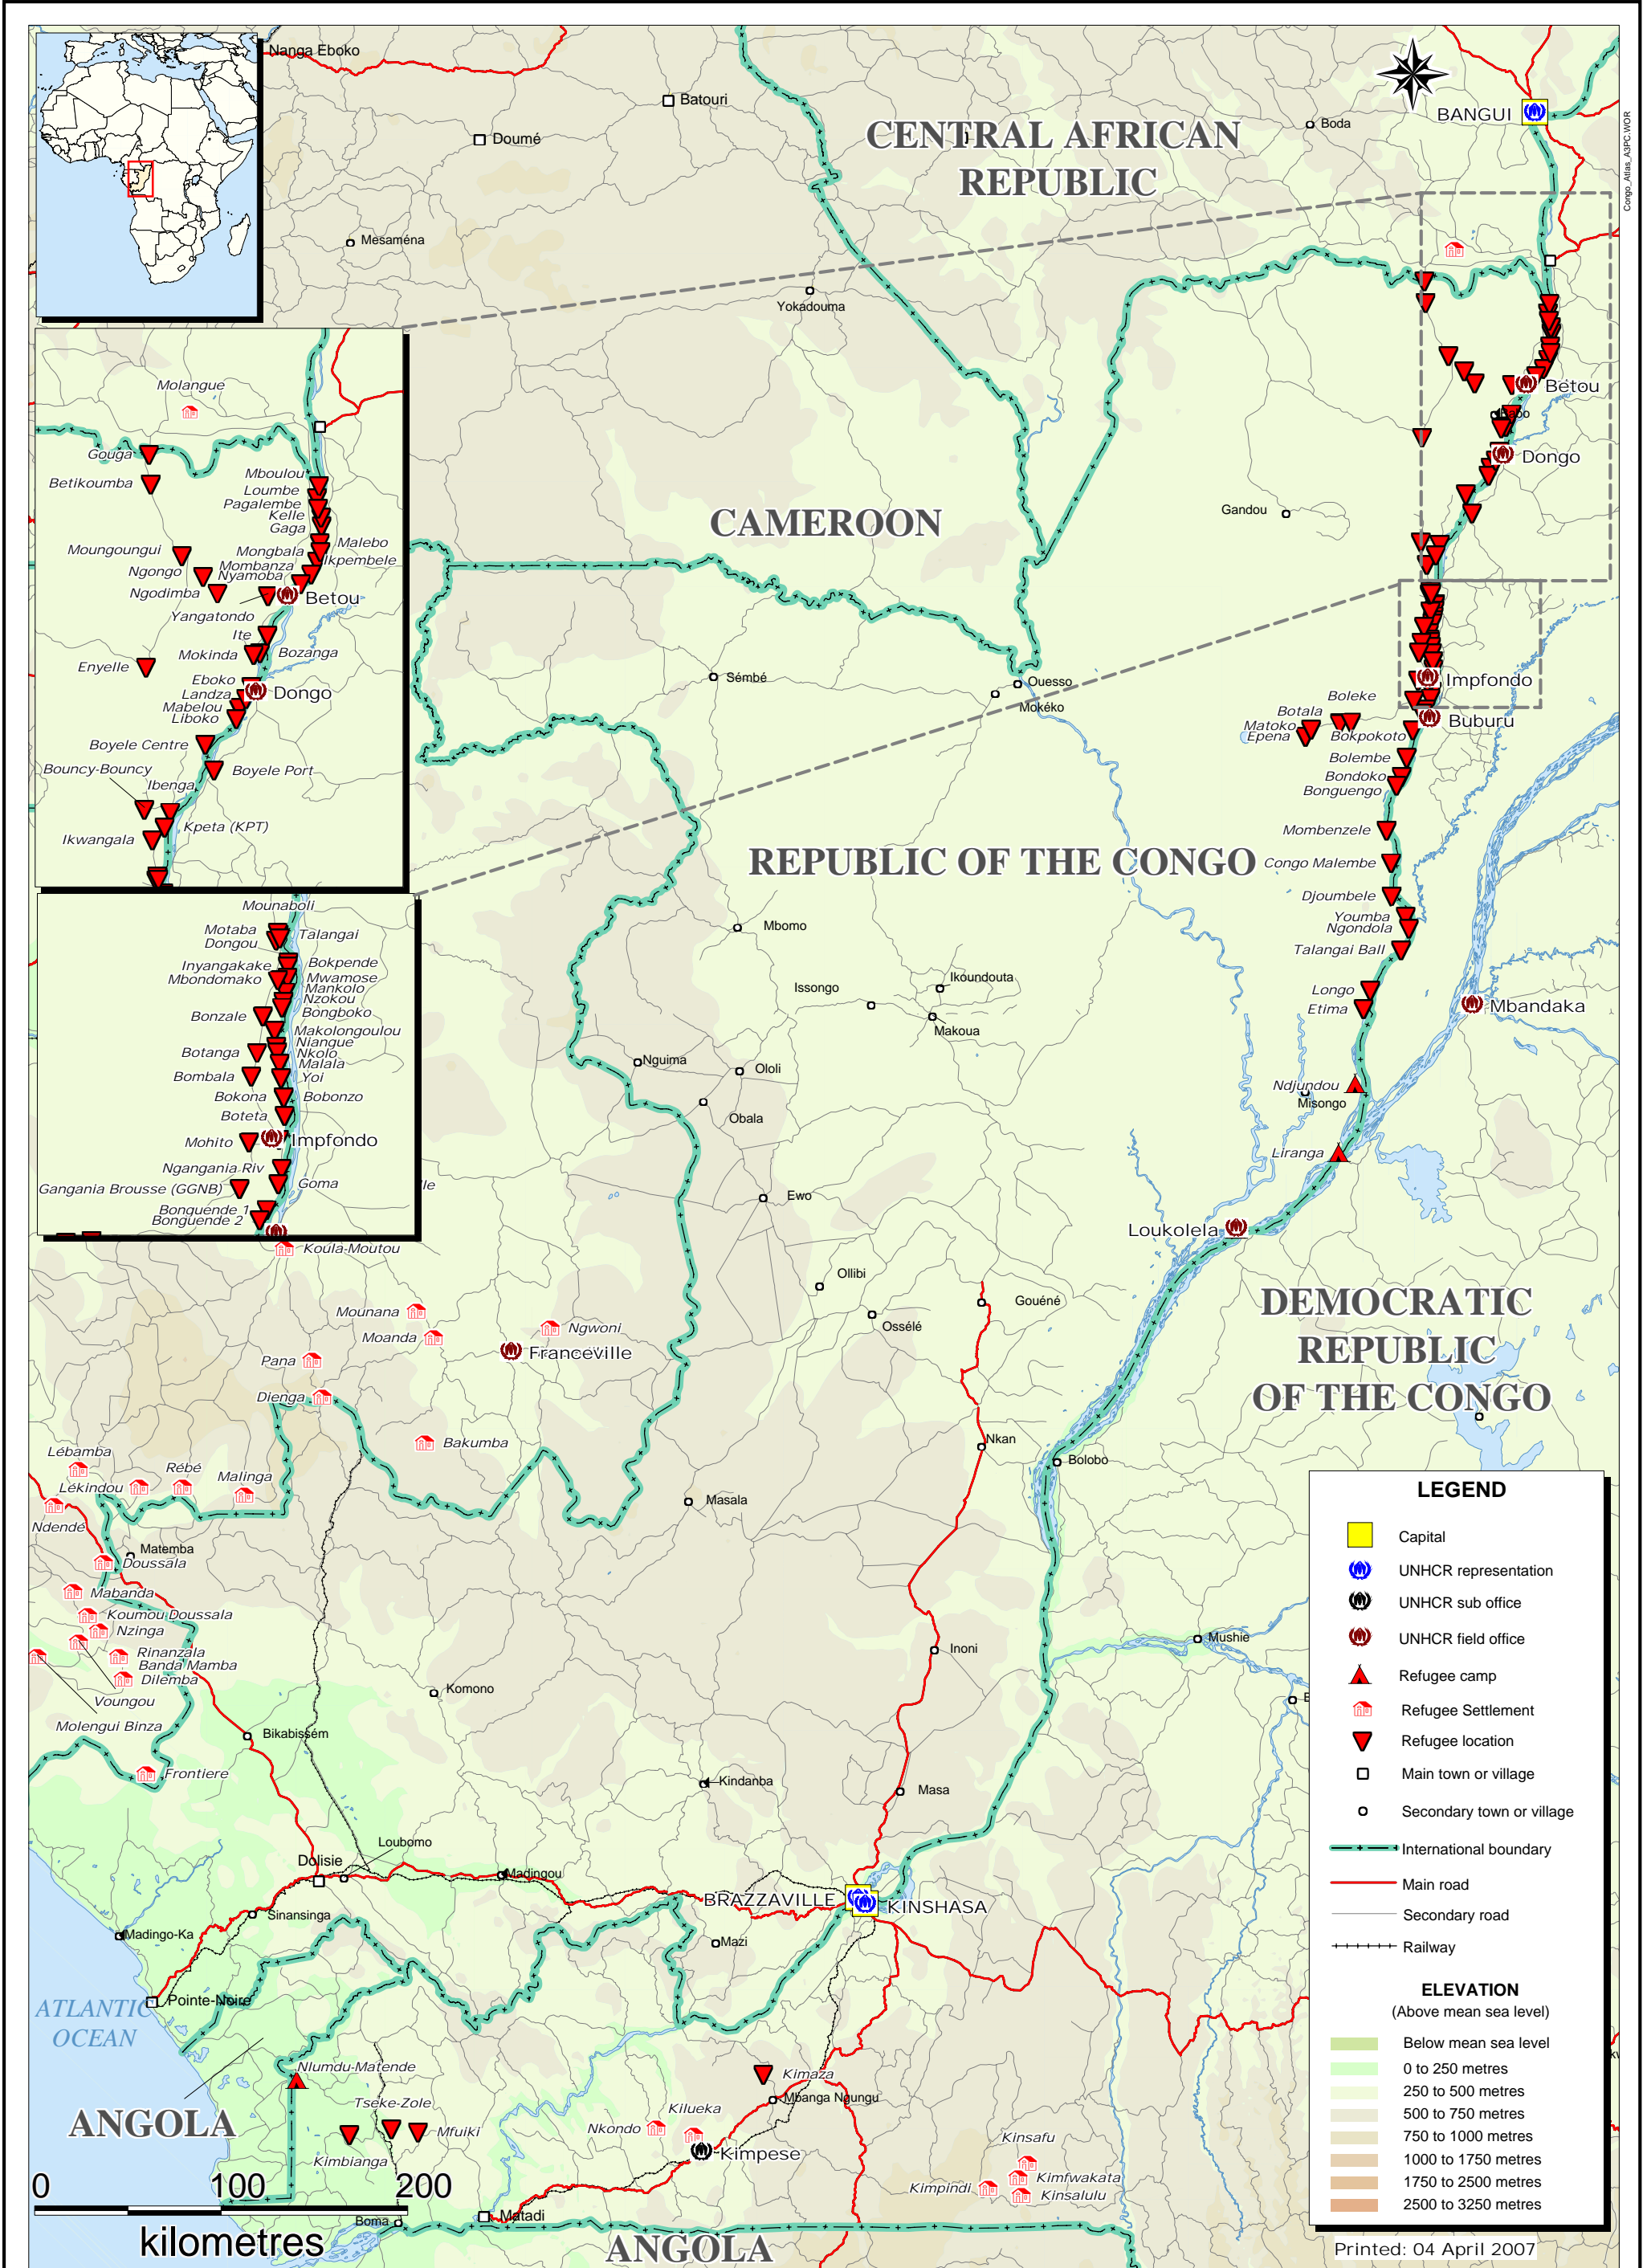 Nanga Eboko
Batouri
Doumé
CENTRAL AFRICAN
REPUBLIC
Boda
BANGUI
Congo_Atlas_A3PC.WOR
Mesaména
Yokadouma
Molangue
Gouga
Betikoumba
Mboulou
Loumbe
Pagalembe
Kelle
Gaga
Malebo
Moungoungui
Mongbala
Ikpembele
Mombanza
Ngongo
Nyamoba
Ngodimba
Betou
Yangatondo
Ite
Mokinda
Bozanga
Enyelle
Eboko
Landza
Dongo
Mabelou
Liboko
Boyele Centre
Bouncy-Bouncy
Boyele Port
Ibenga
Kpeta (KPT)
Ikwangala
Betou
Dongo
CAMEROON
Gandou
Sémbé
Ouesso
Mokéko
Impfondo
Boleke
Botala
Buburu
Matoko
Epena
Bokpokoto
Bolembe
Bondoko
Bonguengo
Mombenzele
REPUBLIC OF THE CONGO
Congo Malembe
Djoumbele
Youmba
Ngondola
Talangai Ball
Mounaboli
Motaba
Talangai
Dongou
Inyangakake
Bokpende
Mbondomako
Mwamose
Mankolo
Nzokou
Bonzale
Bongboko
Makolongoulou
Niangue
Botanga
Nkolo
Malala
Bombala
Yoi
Bokona
Bobonzo
Boteta
Mohito
Impfondo
Ngangania Riv
Gangania Brousse (GGNB)
Goma
Bonguende 1
Bonguende 2
Mbomo
Issongo
Ikoundouta
Makoua
Longo
Etima
Mbandaka
Nguima
Ololi
Obala
Ndjundou
Misongo
Liranga
Ewo
Loukolela
lle
Koula-Moutou
Ollibi
Mounana
Moanda
Ngwoni
Franceville
Gouéné
Ossélé
DEMOCRATIC
REPUBLIC
OF THE CONGO
Pana
Dienga
Bakumba
Nkan
Bolobo
Lébamba
Lékindou
Rébé
Malinga
Masala
Ndendé
Matemba
Doussala
Mabanda
Koumou Doussala
Nzinga
Rinanzala
Banda Mamba
Dilemba
Voungou
Molengui Binza
Mushie
Inoni
Komono
Bikabissém
Frontiere
Kindanba
Masa
Loubomo
Dolisie
Madingou
BRAZZAVILLE
KINSHASA
Sinansinga
Madingo-Ka
Mazi
Pointe-Noire
ATLANTIC
OCEAN
Nlumdu-Matende
Kimaza
Tseke-Zole
Mbanga Ngungu
Kilueka
ANGOLA
Mfuiki
Nkondo
Kimbianga
Kimpese
Kinsafu
Kimfwakata
Kimpindi
Kinsalulu
0 100 200
kilometres
Boma
Matadi
ANGOLA
LEGEND
Capital
UNHCR representation
UNHCR sub office
UNHCR field office
Refugee camp
Refugee Settlement
Refugee location
Main town or village
Secondary town or village
International boundary
Main road
Secondary road
Railway
ELEVATION
(Above mean sea level)
Below mean sea level
0 to 250 metres
250 to 500 metres
500 to 750 metres
750 to 1000 metres
1000 to 1750 metres
1750 to 2500 metres
2500 to 3250 metres
Printed: 04 April 2007